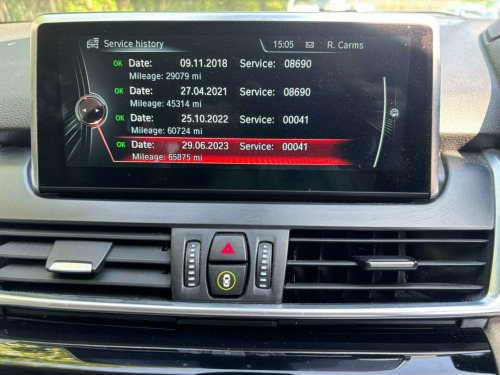 Service history 15:05 R. Carms
OK Date: 09.11.2018 Service: 08690
Mileage: 29079 mi
OK Date: 27.04.2021 Service: 08690
Mileage: 45314 mi
OK Date: 25.10.2022 Service: 00041
Mileage: 60724 mi
OK Date: 29.06.2023 Service: 00041
Mileage: 65875 mi